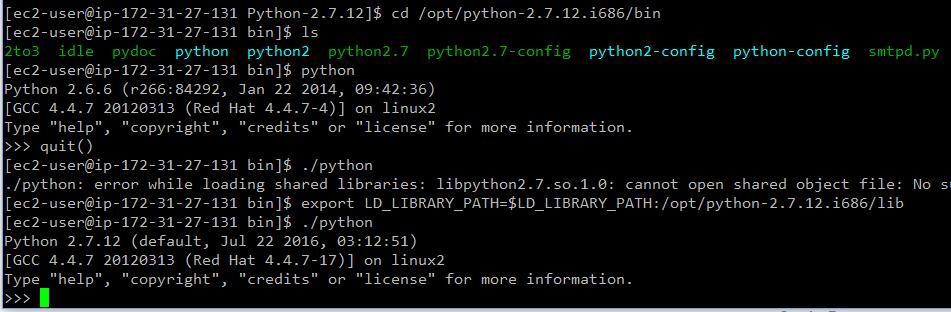 [ec2-user@ip-172-31-27-131 Python-2.7.12]$ cd /opt/python-2.7.12.i686/bin
[ec2-user@ip-172-31-27-131 bin]$ ls
2to3 idle pydoc python python2 python2.7 python2.7-config python2-config python-config smtpd.py
[ec2-user@ip-172-31-27-131 bin]$ python
Python 2.6.6 (r266:84292, Jan 22 2014, 09:42:36)
[GCC 4.4.7 20120313 (Red Hat 4.4.7-4)] on linux2
Type "help", "copyright", "credits" or "license" for more information.
>>> quit()
[ec2-user@ip-172-31-27-131 bin]$ ./python
./python: error while loading shared libraries: libpython2.7.so.1.0: cannot open shared object file: No su
[ec2-user@ip-172-31-27-131 bin]$ export LD_LIBRARY_PATH=$LD_LIBRARY_PATH:/opt/python-2.7.12.i686/lib
[ec2-user@ip-172-31-27-131 bin]$ ./python
Python 2.7.12 (default, Jul 22 2016, 03:12:51)
[GCC 4.4.7 20120313 (Red Hat 4.4.7-17)] on linux2
Type "help", "copyright", "credits" or "license" for more information.
>>>